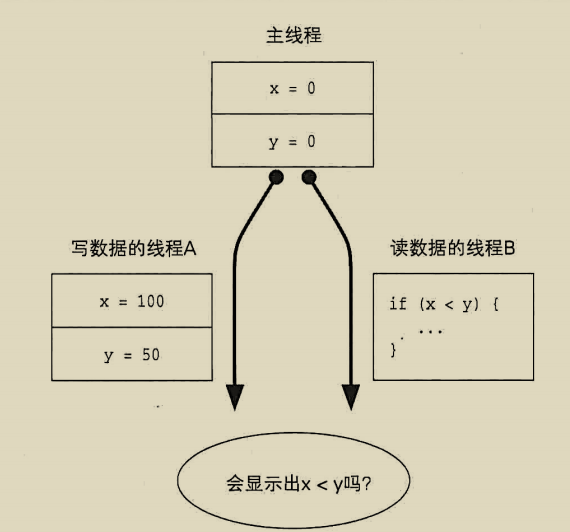 主线程
x = 0
y = 0
写数据的线程A
x = 100
y = 50
读数据的线程B
if (x < y) {
...
}
会显示出x < y吗?